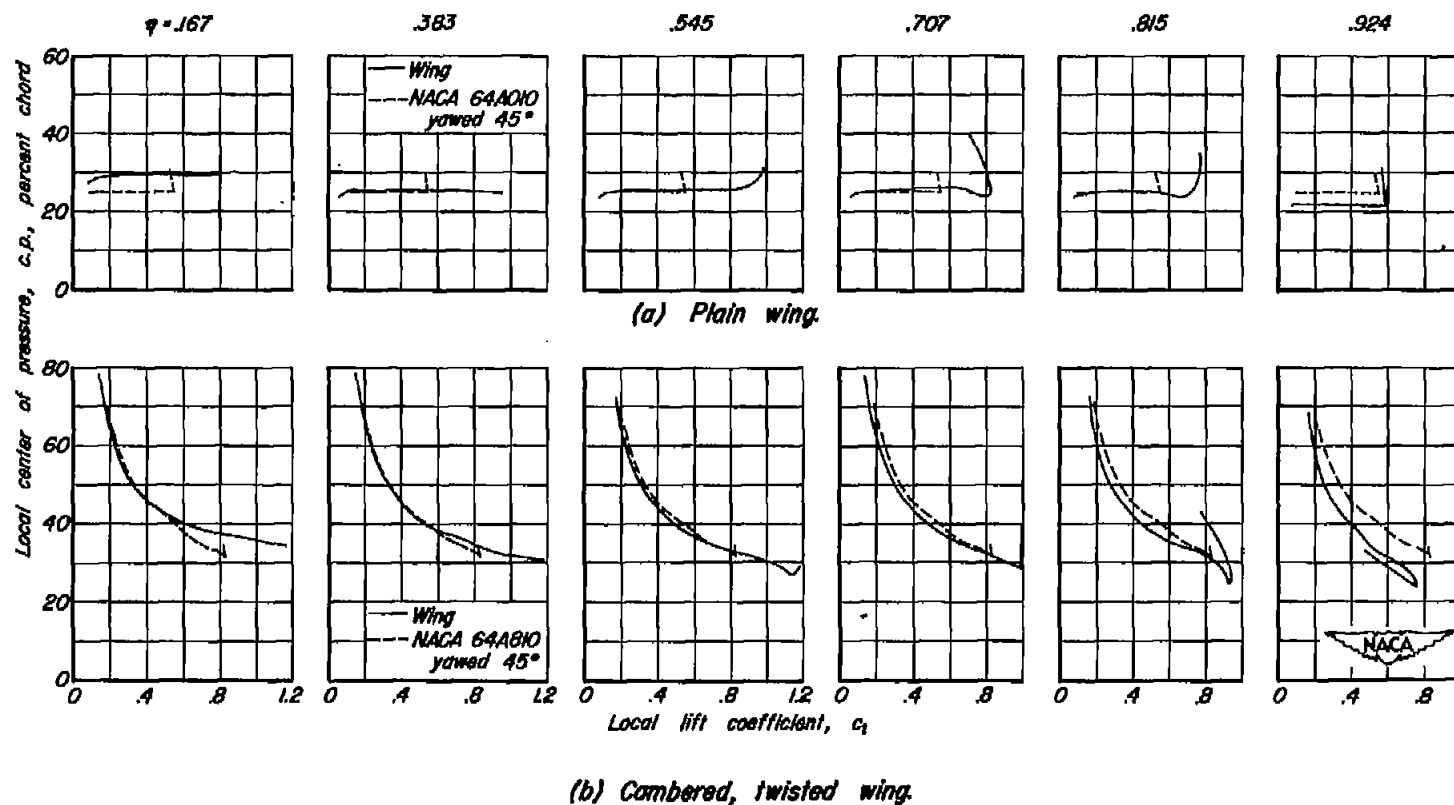 η = .167 .383 .545 .707 .815 .924
Local center of pressure, c.p., percent chord
60
40
20
0
Wing
NACA 64A010
yawed 45°
(a) Plain wing.
80
60
40
20
0
Wing
NACA 64A810
yawed 45°
NACA
0 .4 .8 1.2 0 .4 .8 1.2 0 .4 .8 1.2 0 .4 .8 0 .4 .8 .4 .8
Local lift coefficient, cₗ
(b) Cambered, twisted wing.